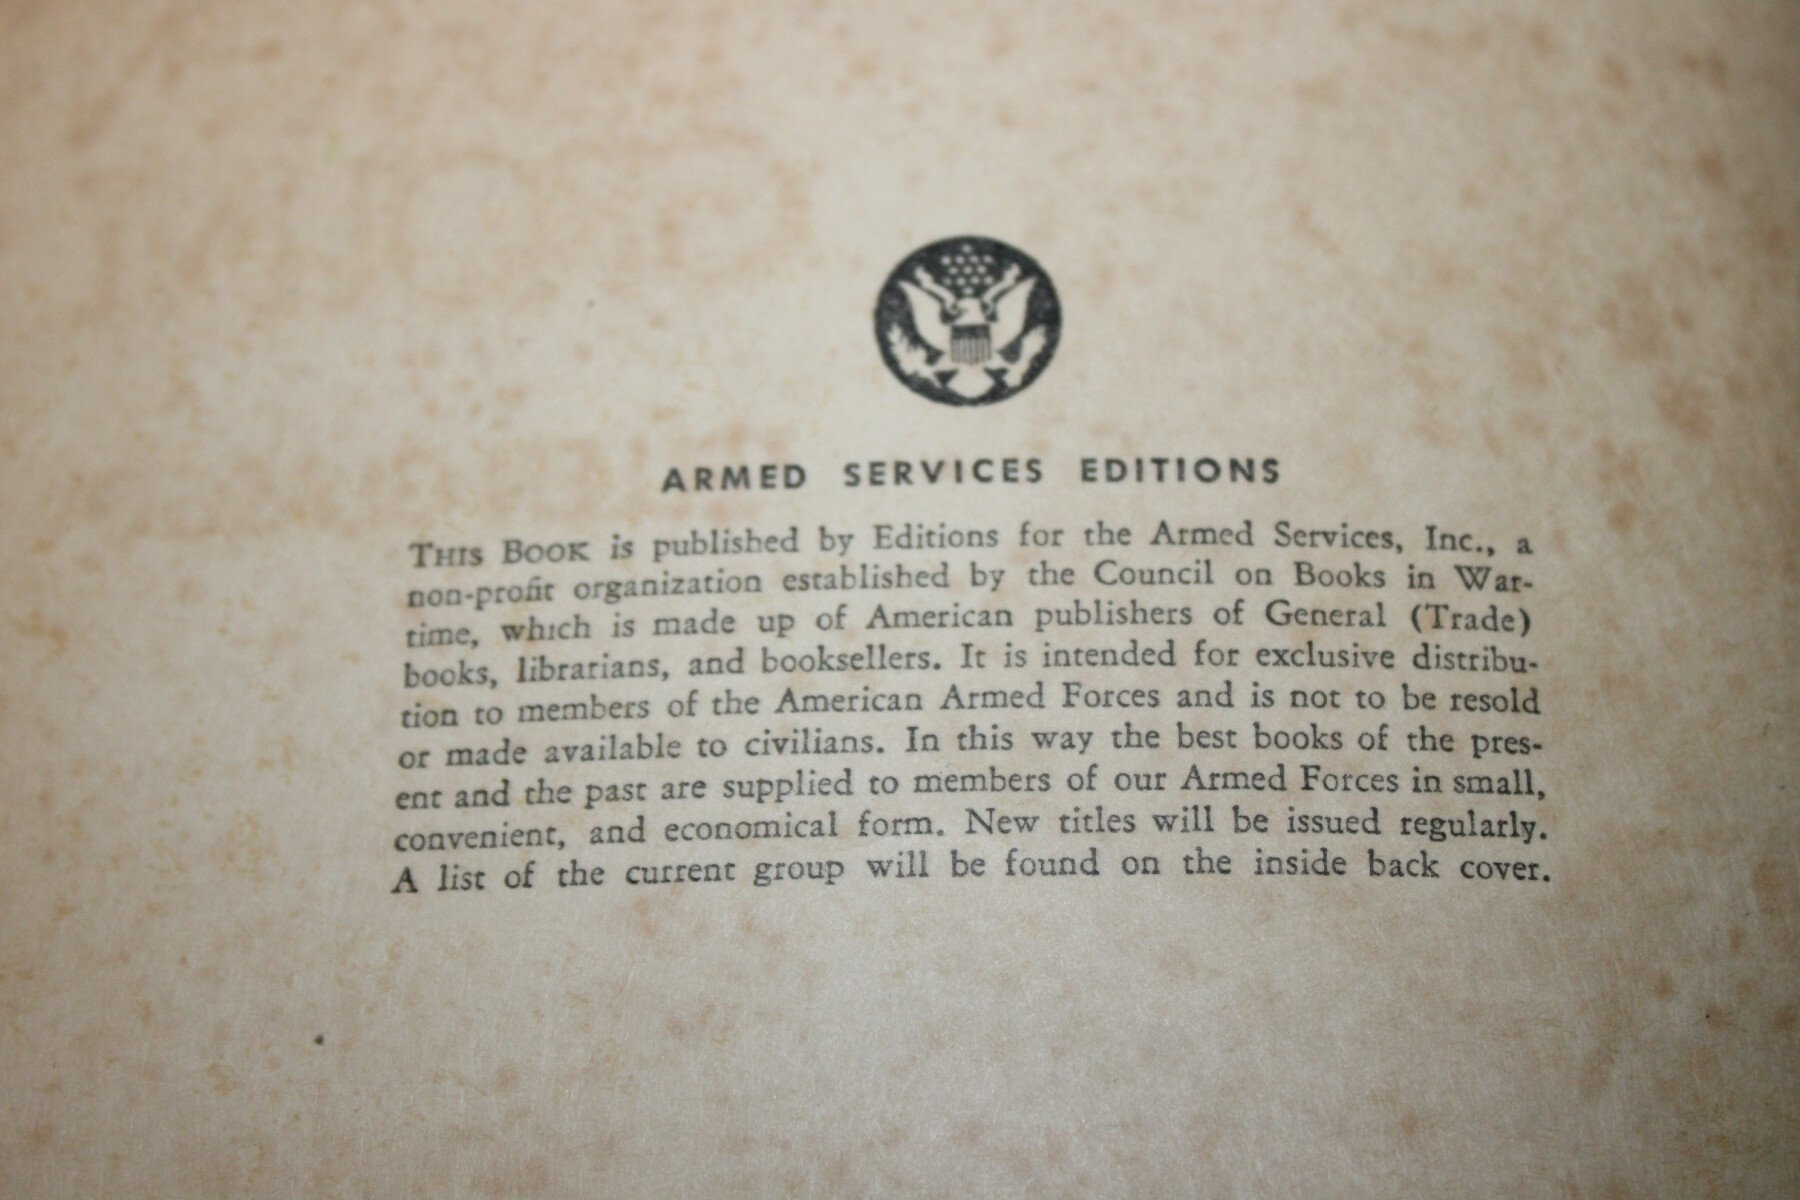 ARMED SERVICES EDITIONS
THIS BOOK is published by Editions for the Armed Services, Inc., a
non-profit organization established by the Council on Books in War-
time, which is made up of American publishers of General (Trade)
books, librarians, and booksellers. It is intended for exclusive distribu-
tion to members of the American Armed Forces and is not to be resold
or made available to civilians. In this way the best books of the pres-
ent and the past are supplied to members of our Armed Forces in small,
convenient, and economical form. New titles will be issued regularly.
A list of the current group will be found on the inside back cover.